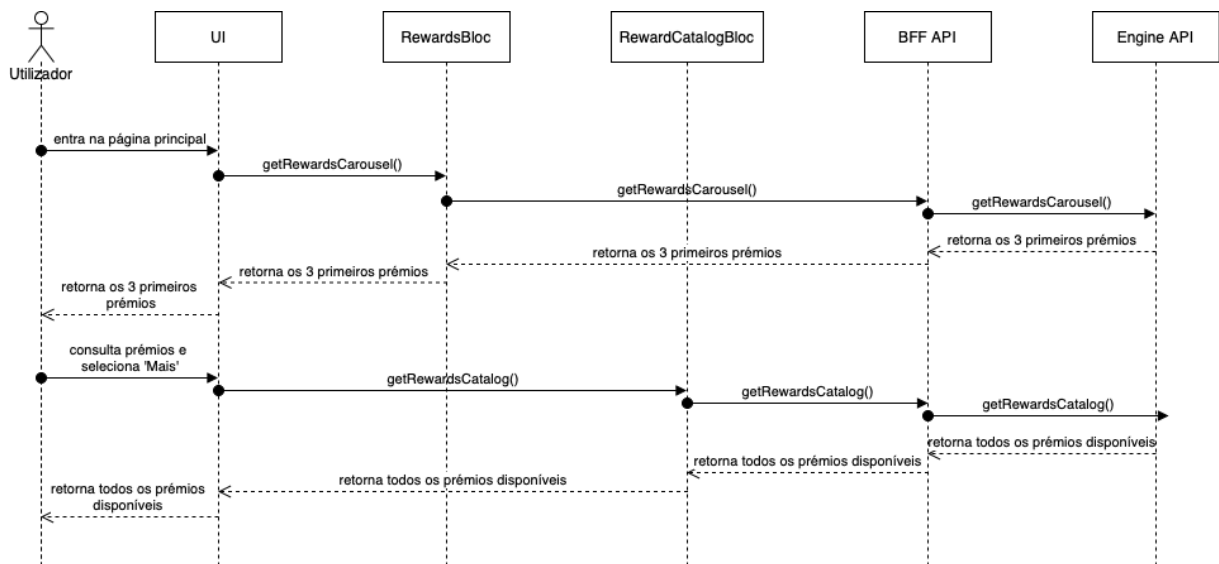 UI
RewardsBloc
RewardCatalogBloc
BFF API
Engine API
Utilizador
entra na página principal
getRewardsCarousel()
getRewardsCarousel()
getRewardsCarousel()
retorna os 3 primeiros prémios
retorna os 3 primeiros prémios
retorna os 3 primeiros prémios
retorna os 3 primeiros
prémios
consulta prémios e
seleciona 'Mais'
getRewardsCatalog()
getRewardsCatalog()
getRewardsCatalog()
retorna todos os prémios disponíveis
retorna todos os prémios disponíveis
retorna todos os prémios disponíveis
retorna todos os prémios
disponíveis